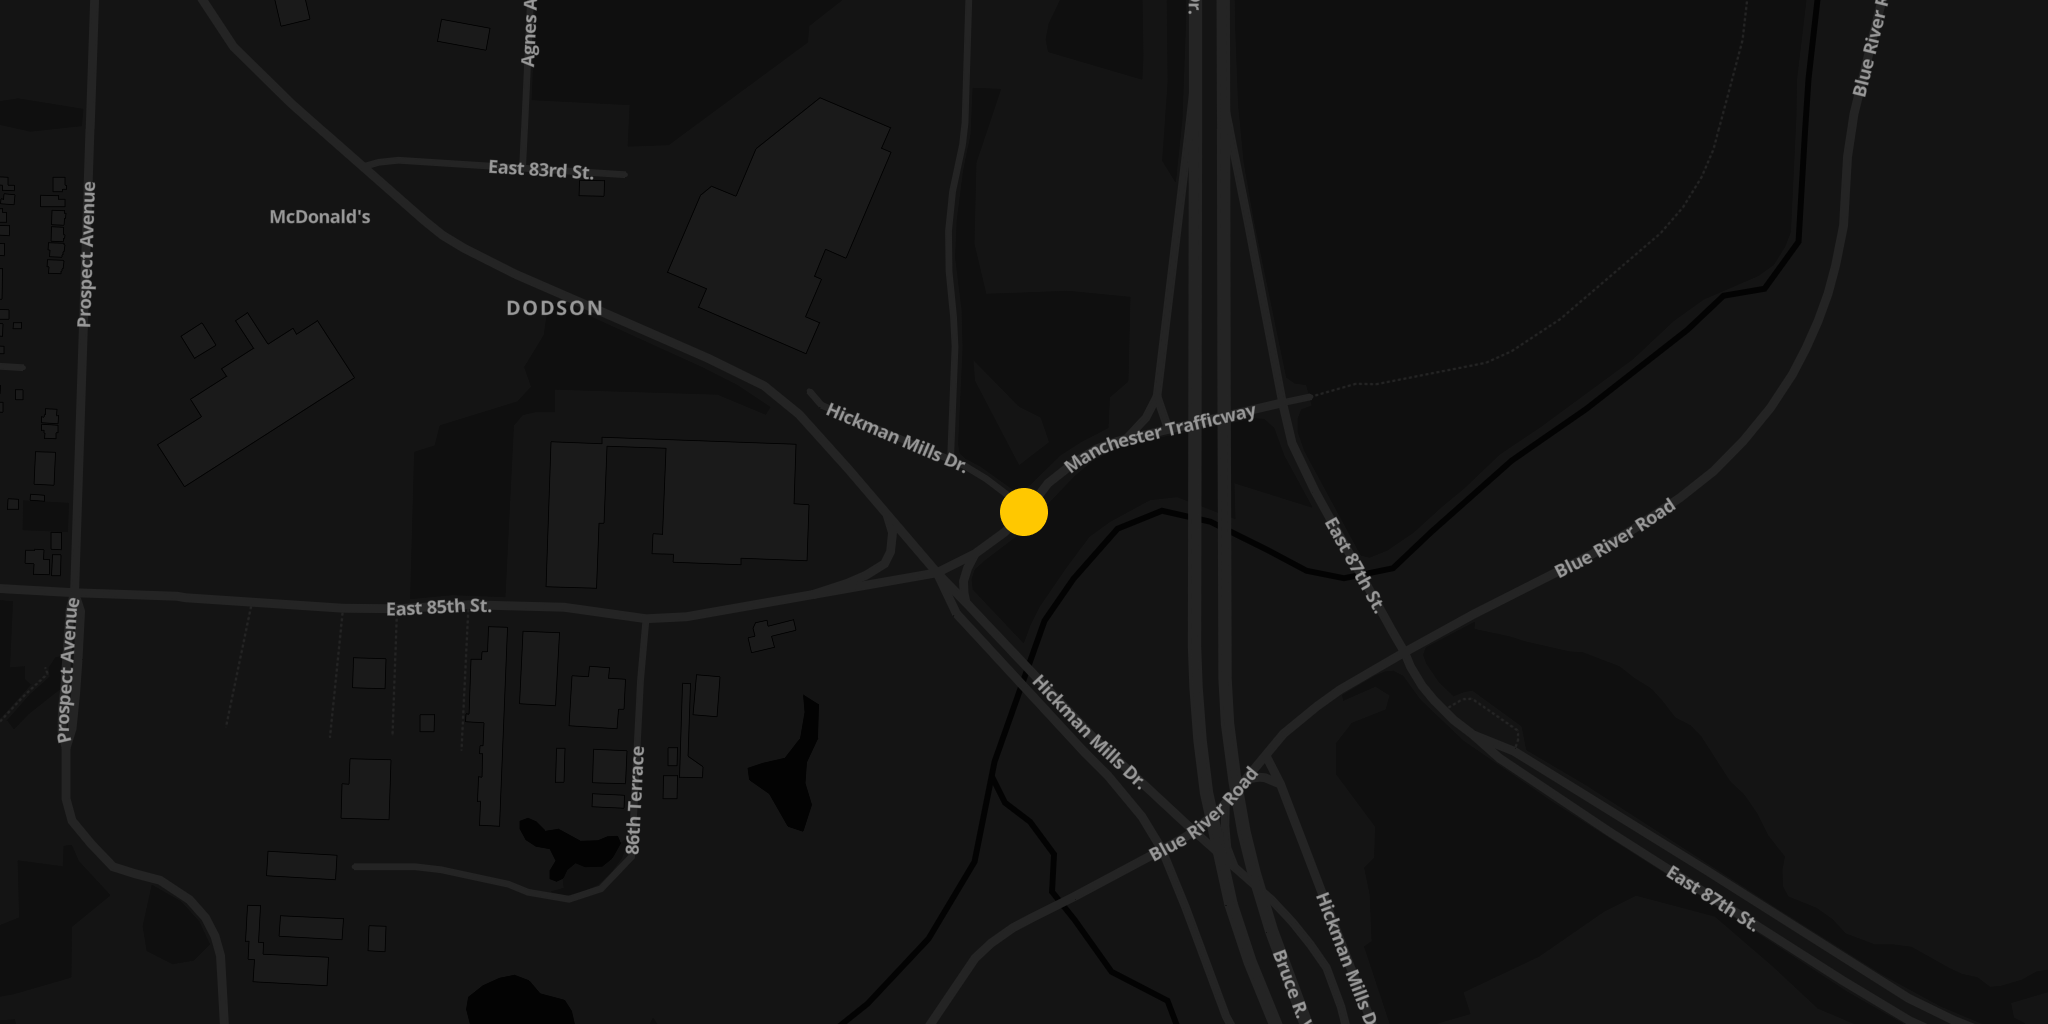 Agnes A
Dr.
Blue River R
East 83rd St.
McDonald's
Prospect Avenue
DODSON
Hickman Mills Dr.
Manchester Trafficway
East 87th St.
Blue River Road
East 85th St.
Prospect Avenue
Hickman Mills Dr.
86th Terrace
Blue River Road
East 87th St.
Hickman Mills D
Bruce R.